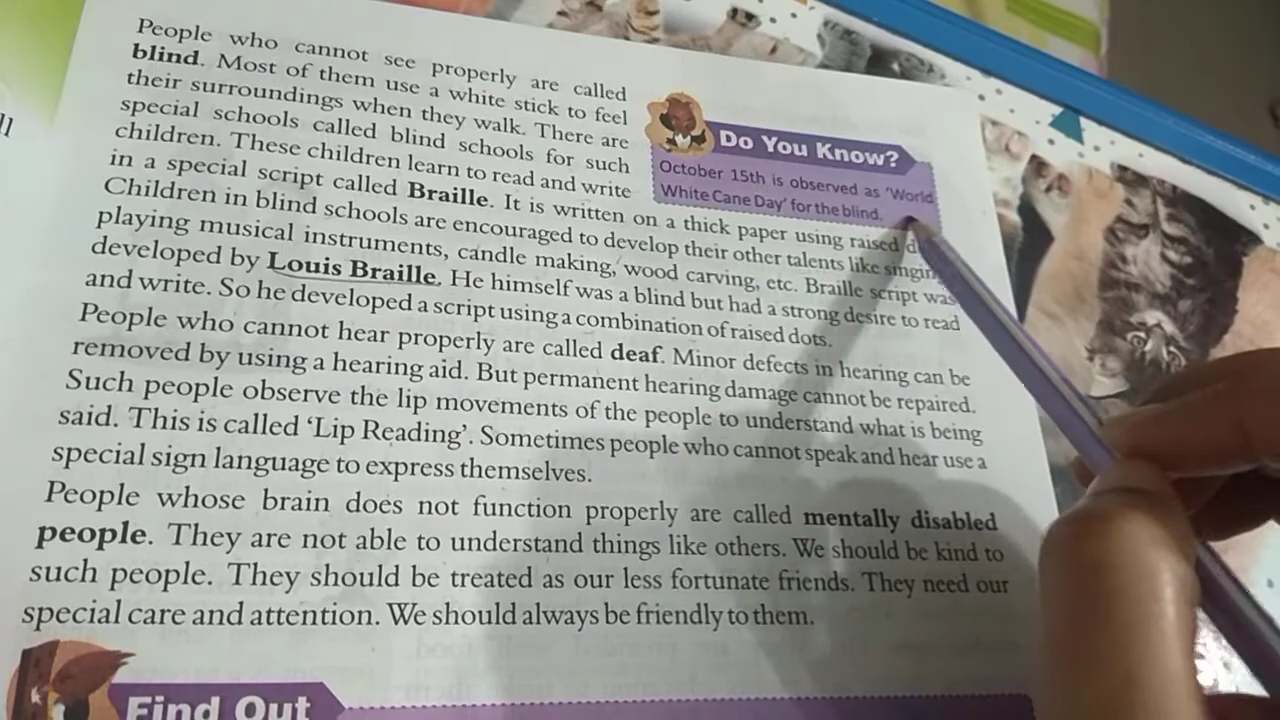 People who cannot see properly are called
blind. Most of them use a white stick to feel
their surroundings when they walk. There are
special schools called blind schools for such
children. These children learn to read and write
in a special script called Braille. It is written on a thick paper using raised
Children in blind schools are encouraged to develop their other talents like
playing musical instruments, candle making, wood carving, etc. Braille script was
developed by Louis Braille. He himself was a blind but had a strong desire to read
and write. So he developed a script using a combination of raised dots.
People who cannot hear properly are called deaf. Minor defects in hearing can be
removed by using a hearing aid. But permanent hearing damage cannot be repaired.
Such people observe the lip movements of the people to understand what is being
said. This is called ‘Lip Reading’. Sometimes people who cannot speak and hear use a
special sign language to express themselves.
People whose brain does not function properly are called mentally disabled
people. They are not able to understand things like others. We should be kind to
such people. They should be treated as our less fortunate friends. They need our
special care and attention. We should always be friendly to them.
Do You Know?
October 15th is observed as ‘World
White Cane Day’ for the blind.
Find Out